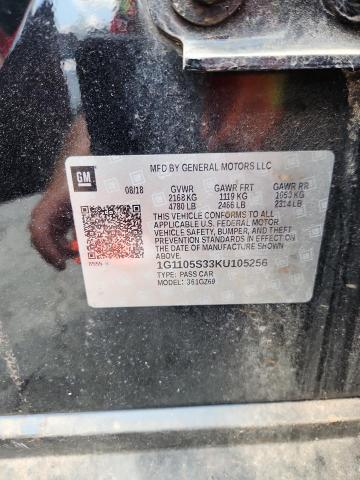 MFD BY GENERAL MOTORS LLC
GM
08/18 GVWR GAWR FRT GAWR RR
2168 KG 1119 KG 1050 KG
4780 LB 2466 LB 2314 LB
THIS VEHICLE CONFORMS TO ALL
APPLICABLE U.S. FEDERAL MOTOR
VEHICLE SAFETY, BUMPER, AND THEFT
PREVENTION STANDARDS IN EFFECT ON
THE DATE OF MANUFACTURE SHOWN
ABOVE.
1G1105S33KU105256
TYPE: PASS CAR
MODEL: 361GZ69